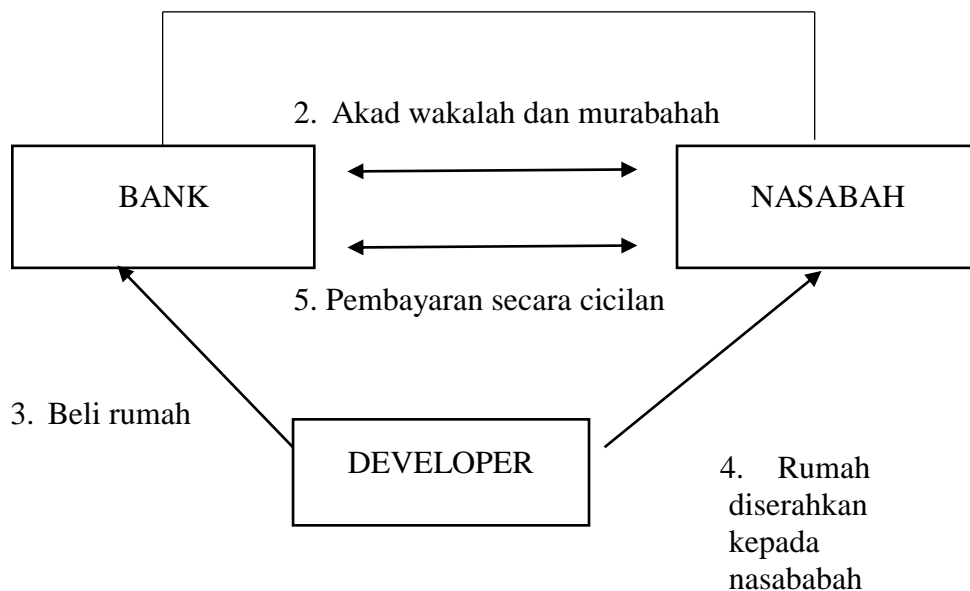 2. Akad wakalah dan murabahah
BANK
NASABAH
5. Pembayaran secara cicilan
3. Beli rumah
DEVELOPER
4. Rumah
diserahkan
kepada
nasababah